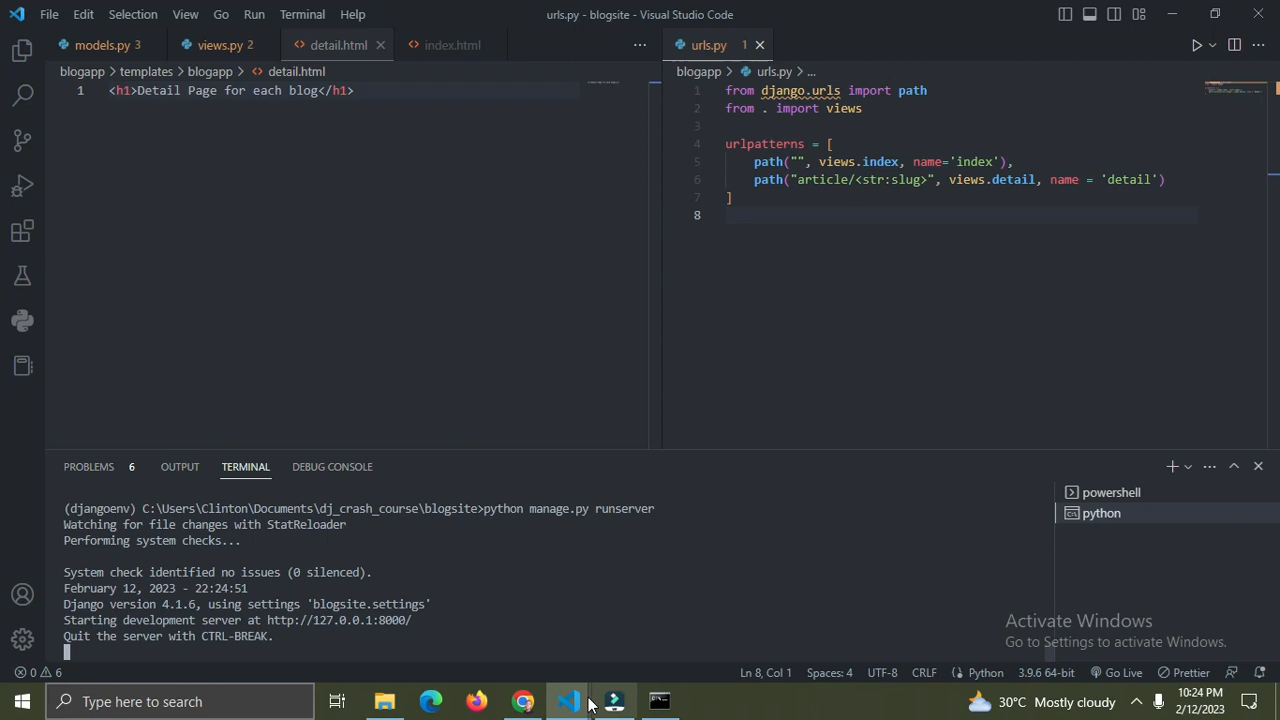 File Edit Selection View Go Run Terminal Help urls.py - blogsite - Visual Studio Code
models.py 3 views.py 2 detail.html index.html
urls.py 1
blogapp > templates > blogapp > detail.html
blogapp > urls.py > ...
1 <h1>Detail Page for each blog</h1>
1 from django.urls import path
2 from . import views
3
4 urlpatterns = [
5 path("", views.index, name='index'),
6 path("article/<str:slug>", views.detail, name = 'detail')
7 ]
8
PROBLEMS 6 OUTPUT TERMINAL DEBUG CONSOLE
powershell
python
(djangoenv) C:\Users\Clinton\Documents\dj_crash_course\blogsite>python manage.py runserver
Watching for file changes with StatReloader
Performing system checks...
System check identified no issues (0 silenced).
February 12, 2023 - 22:24:51
Django version 4.1.6, using settings 'blogsite.settings'
Starting development server at http://127.0.0.1:8000/
Quit the server with CTRL-BREAK.
Activate Windows
Go to Settings to activate Windows.
0 6 Ln 8, Col 1 Spaces: 4 UTF-8 CRLF Python 3.9.6 64-bit Go Live Prettier
Type here to search 30°C Mostly cloudy 10:24 PM
2/12/2023